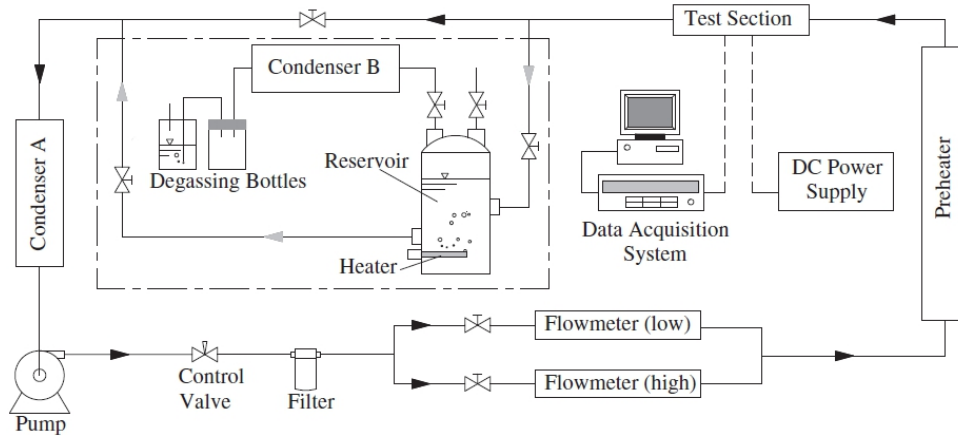 Test Section
Condenser B
Condenser A
Reservoir
Degassing Bottles
DC Power
Supply
Preheater
Data Acquisition
System
Heater
Flowmeter (low)
Control
Valve
Filter
Flowmeter (high)
Pump